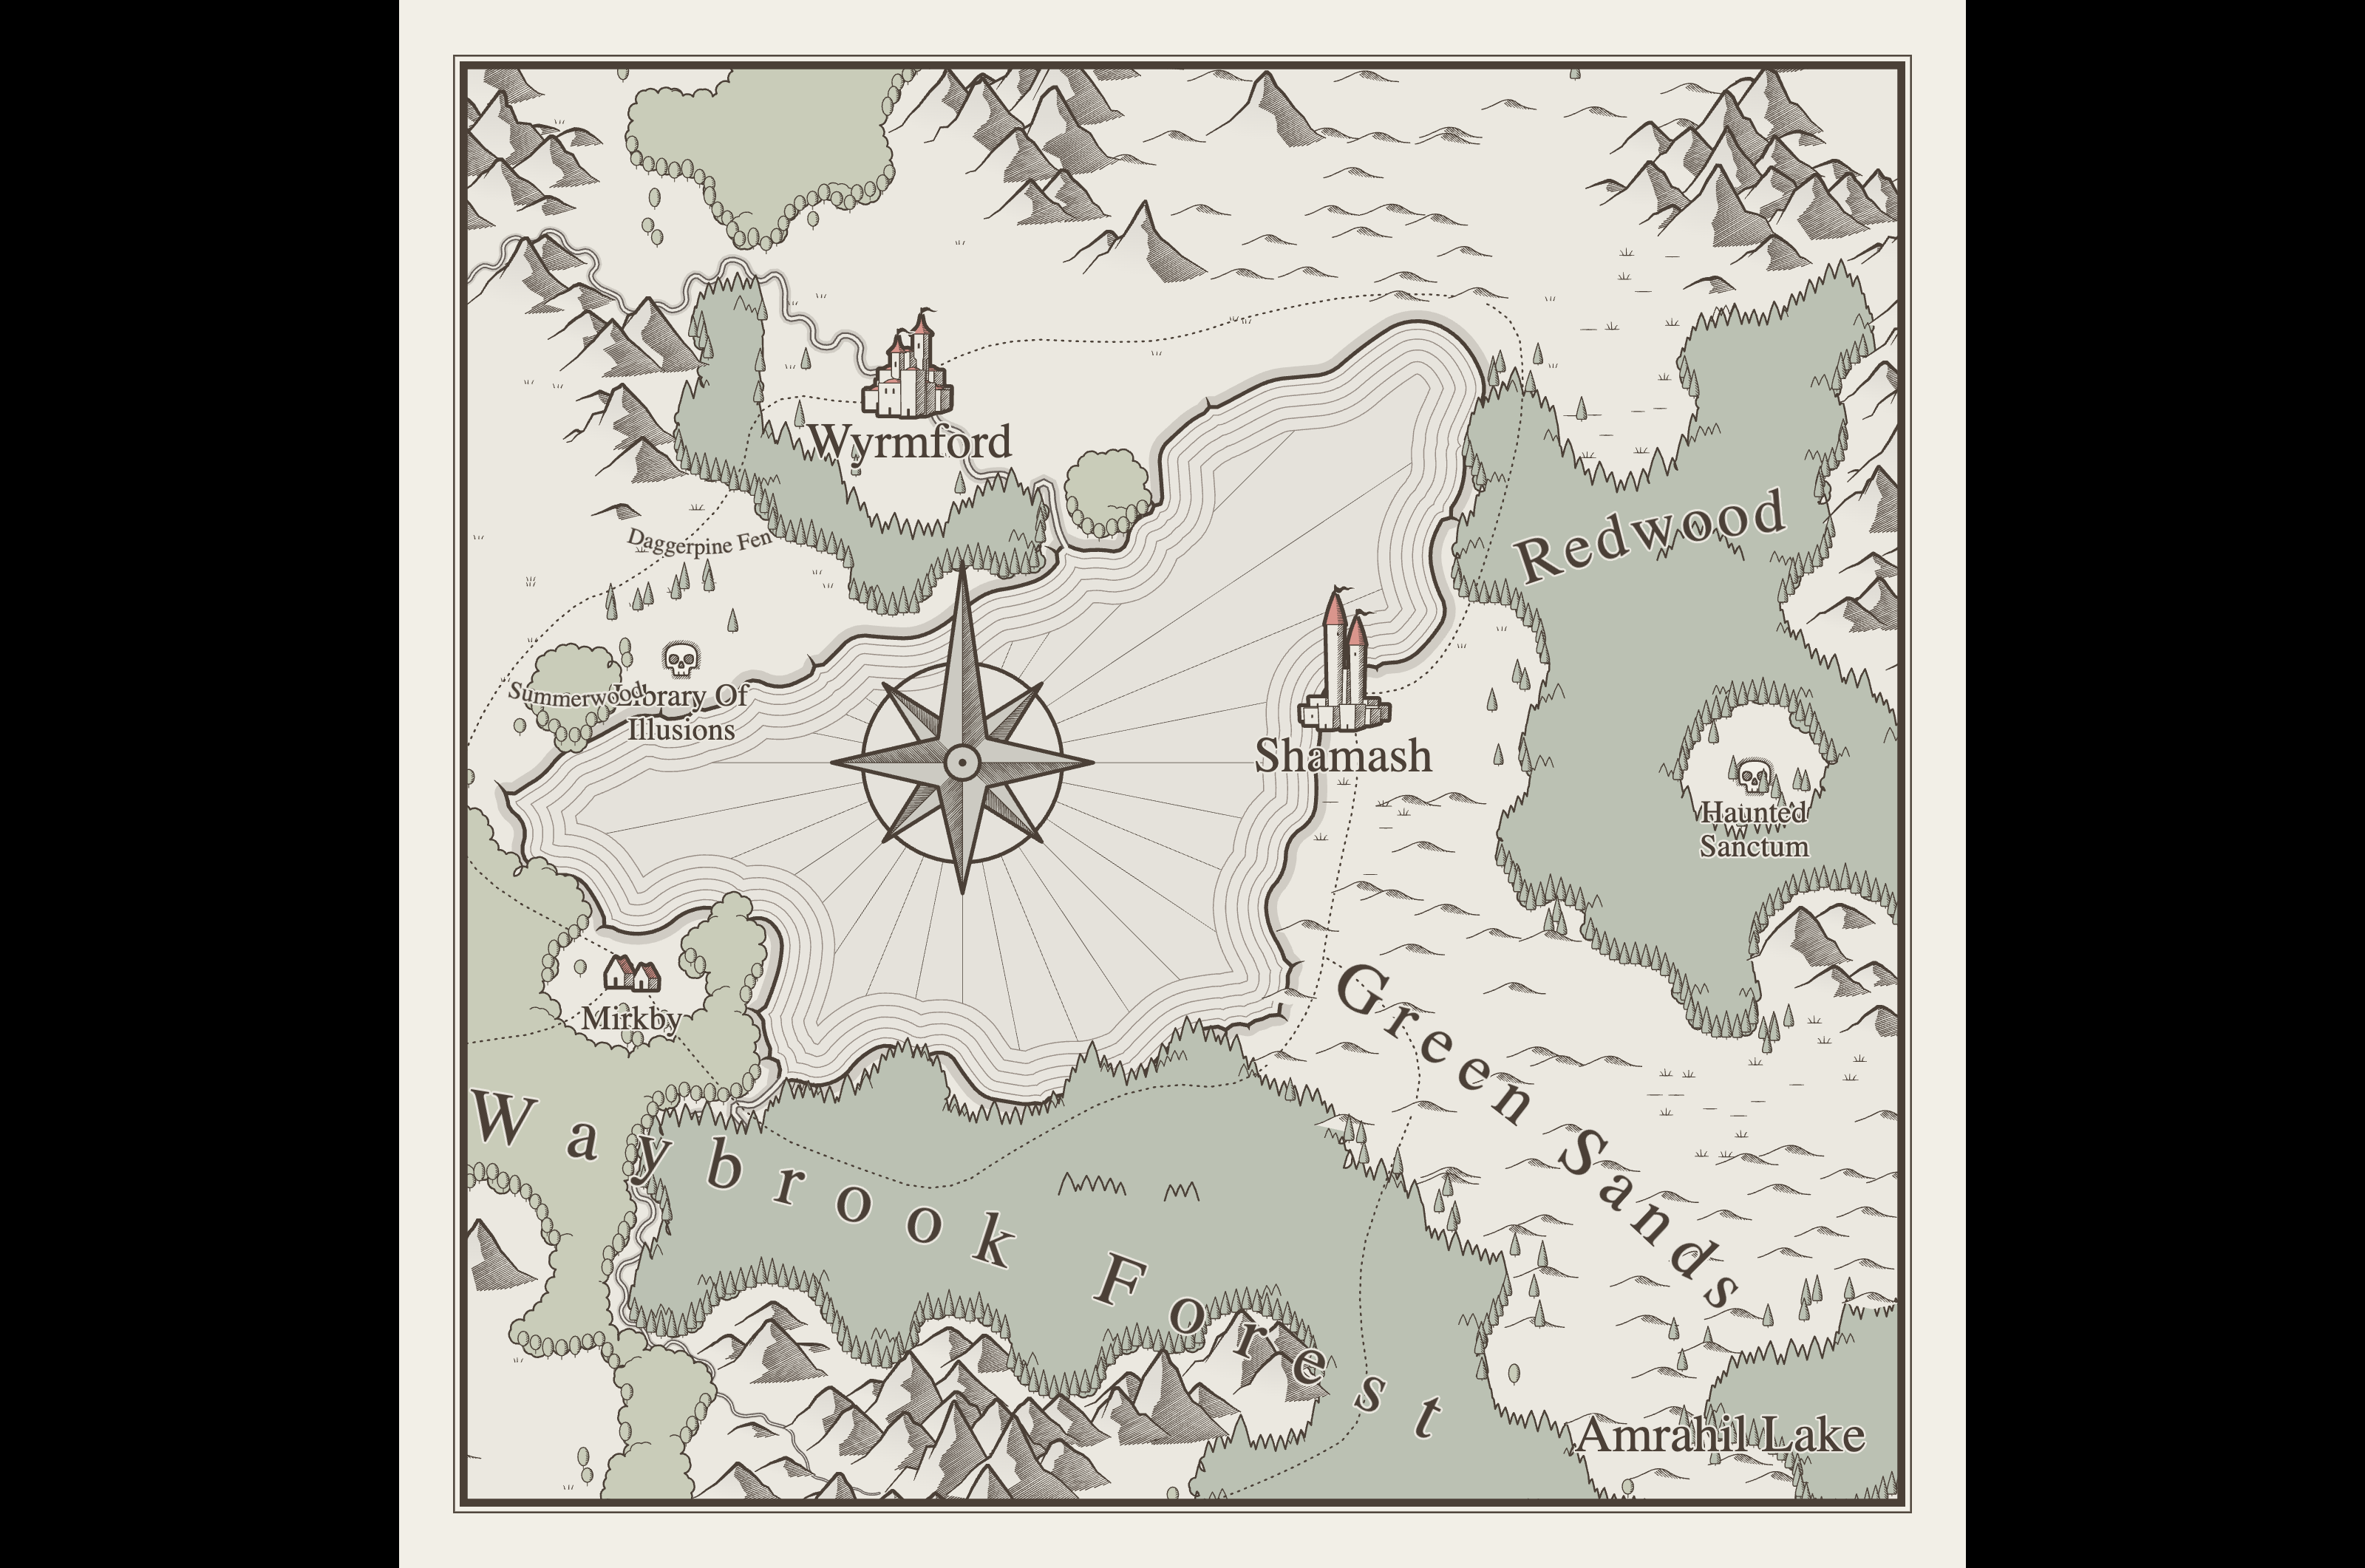 Wyrmford
Redwood
Daggerpine Fen
Summerwood
Library Of
Illusions
Shamash
Haunted
Sanctum
Mirkby
Green Sands
Waybrook Forest
Amrahil Lake